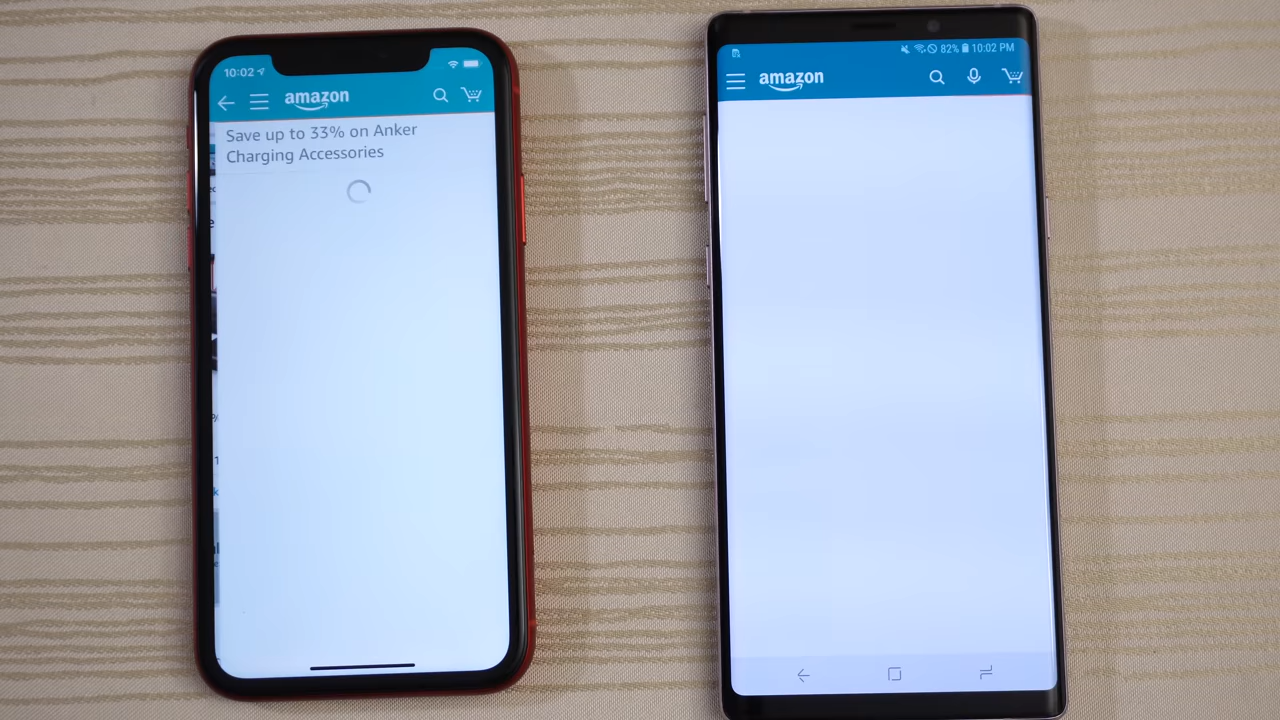 10:02
amazon
Save up to 33% on Anker
Charging Accessories
82% 10:02 PM
amazon